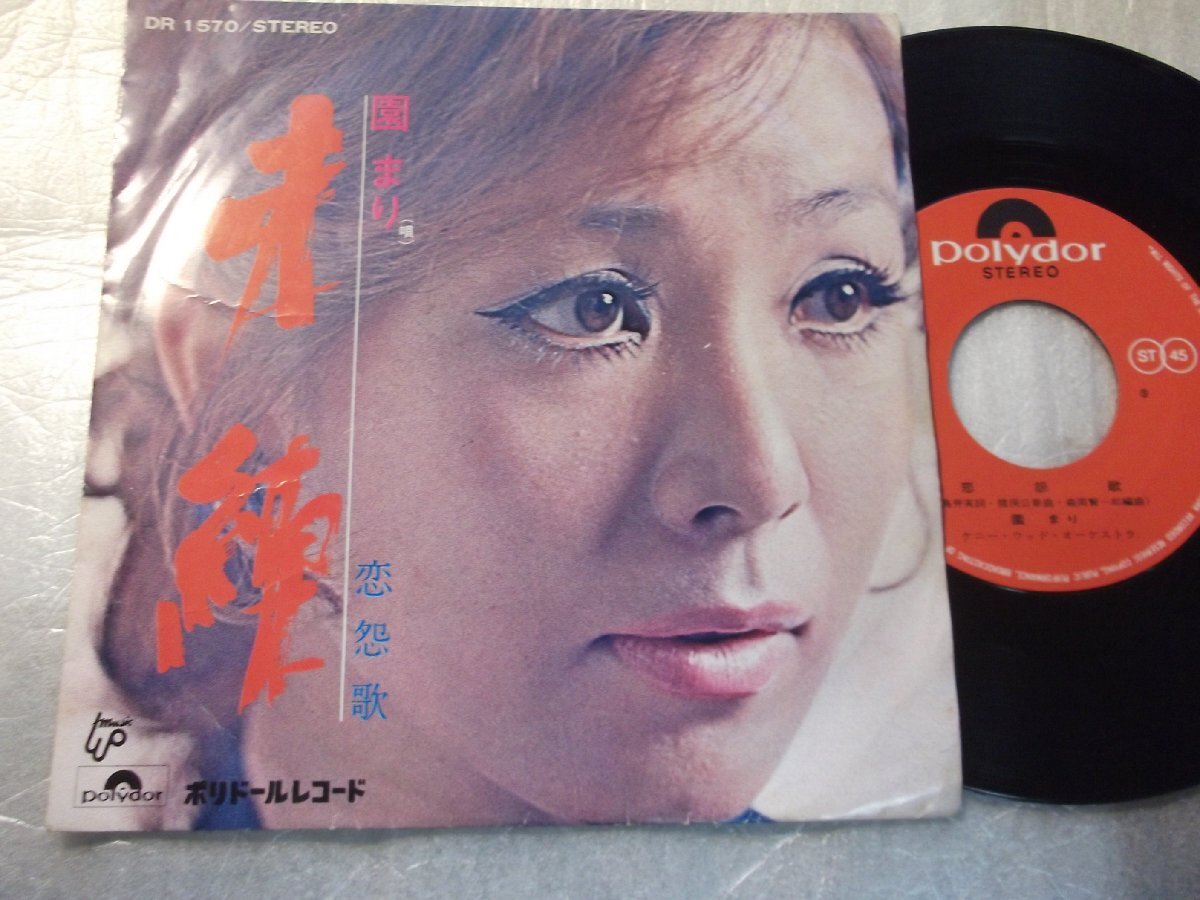 DR 1570/STEREO
園まり(唄)
未練
恋怨歌
music up
polydor
ポリドールレコード
polydor
STEREO
ST 45
恋怨歌
園まり
ケニー・ウッド・オーケストラ